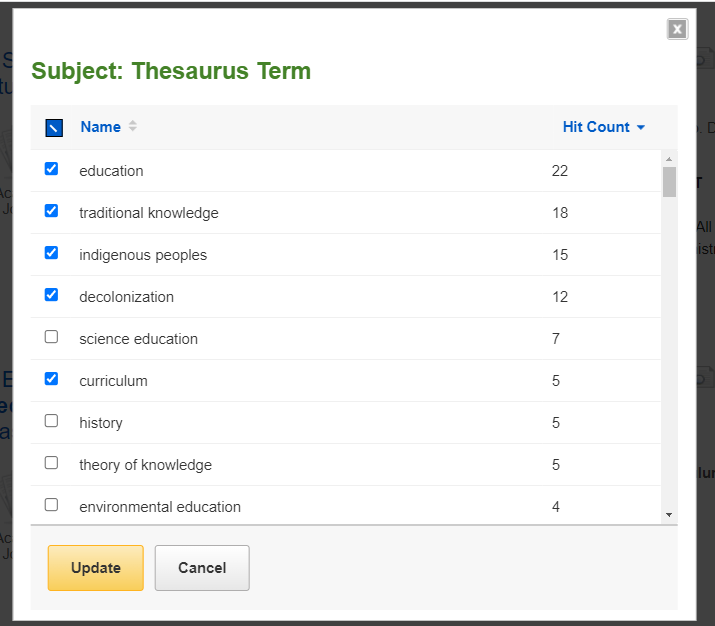 x
Subject: Thesaurus Term
Name Hit Count
education 22
traditional knowledge 18
indigenous peoples 15
decolonization 12
science education 7
curriculum 5
history 5
theory of knowledge 5
environmental education 4
Update Cancel